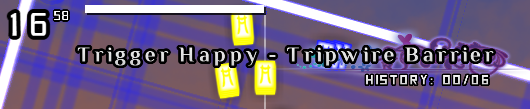 16 58
Trigger Happy - Tripwire Barrier
HISTORY: 00/06